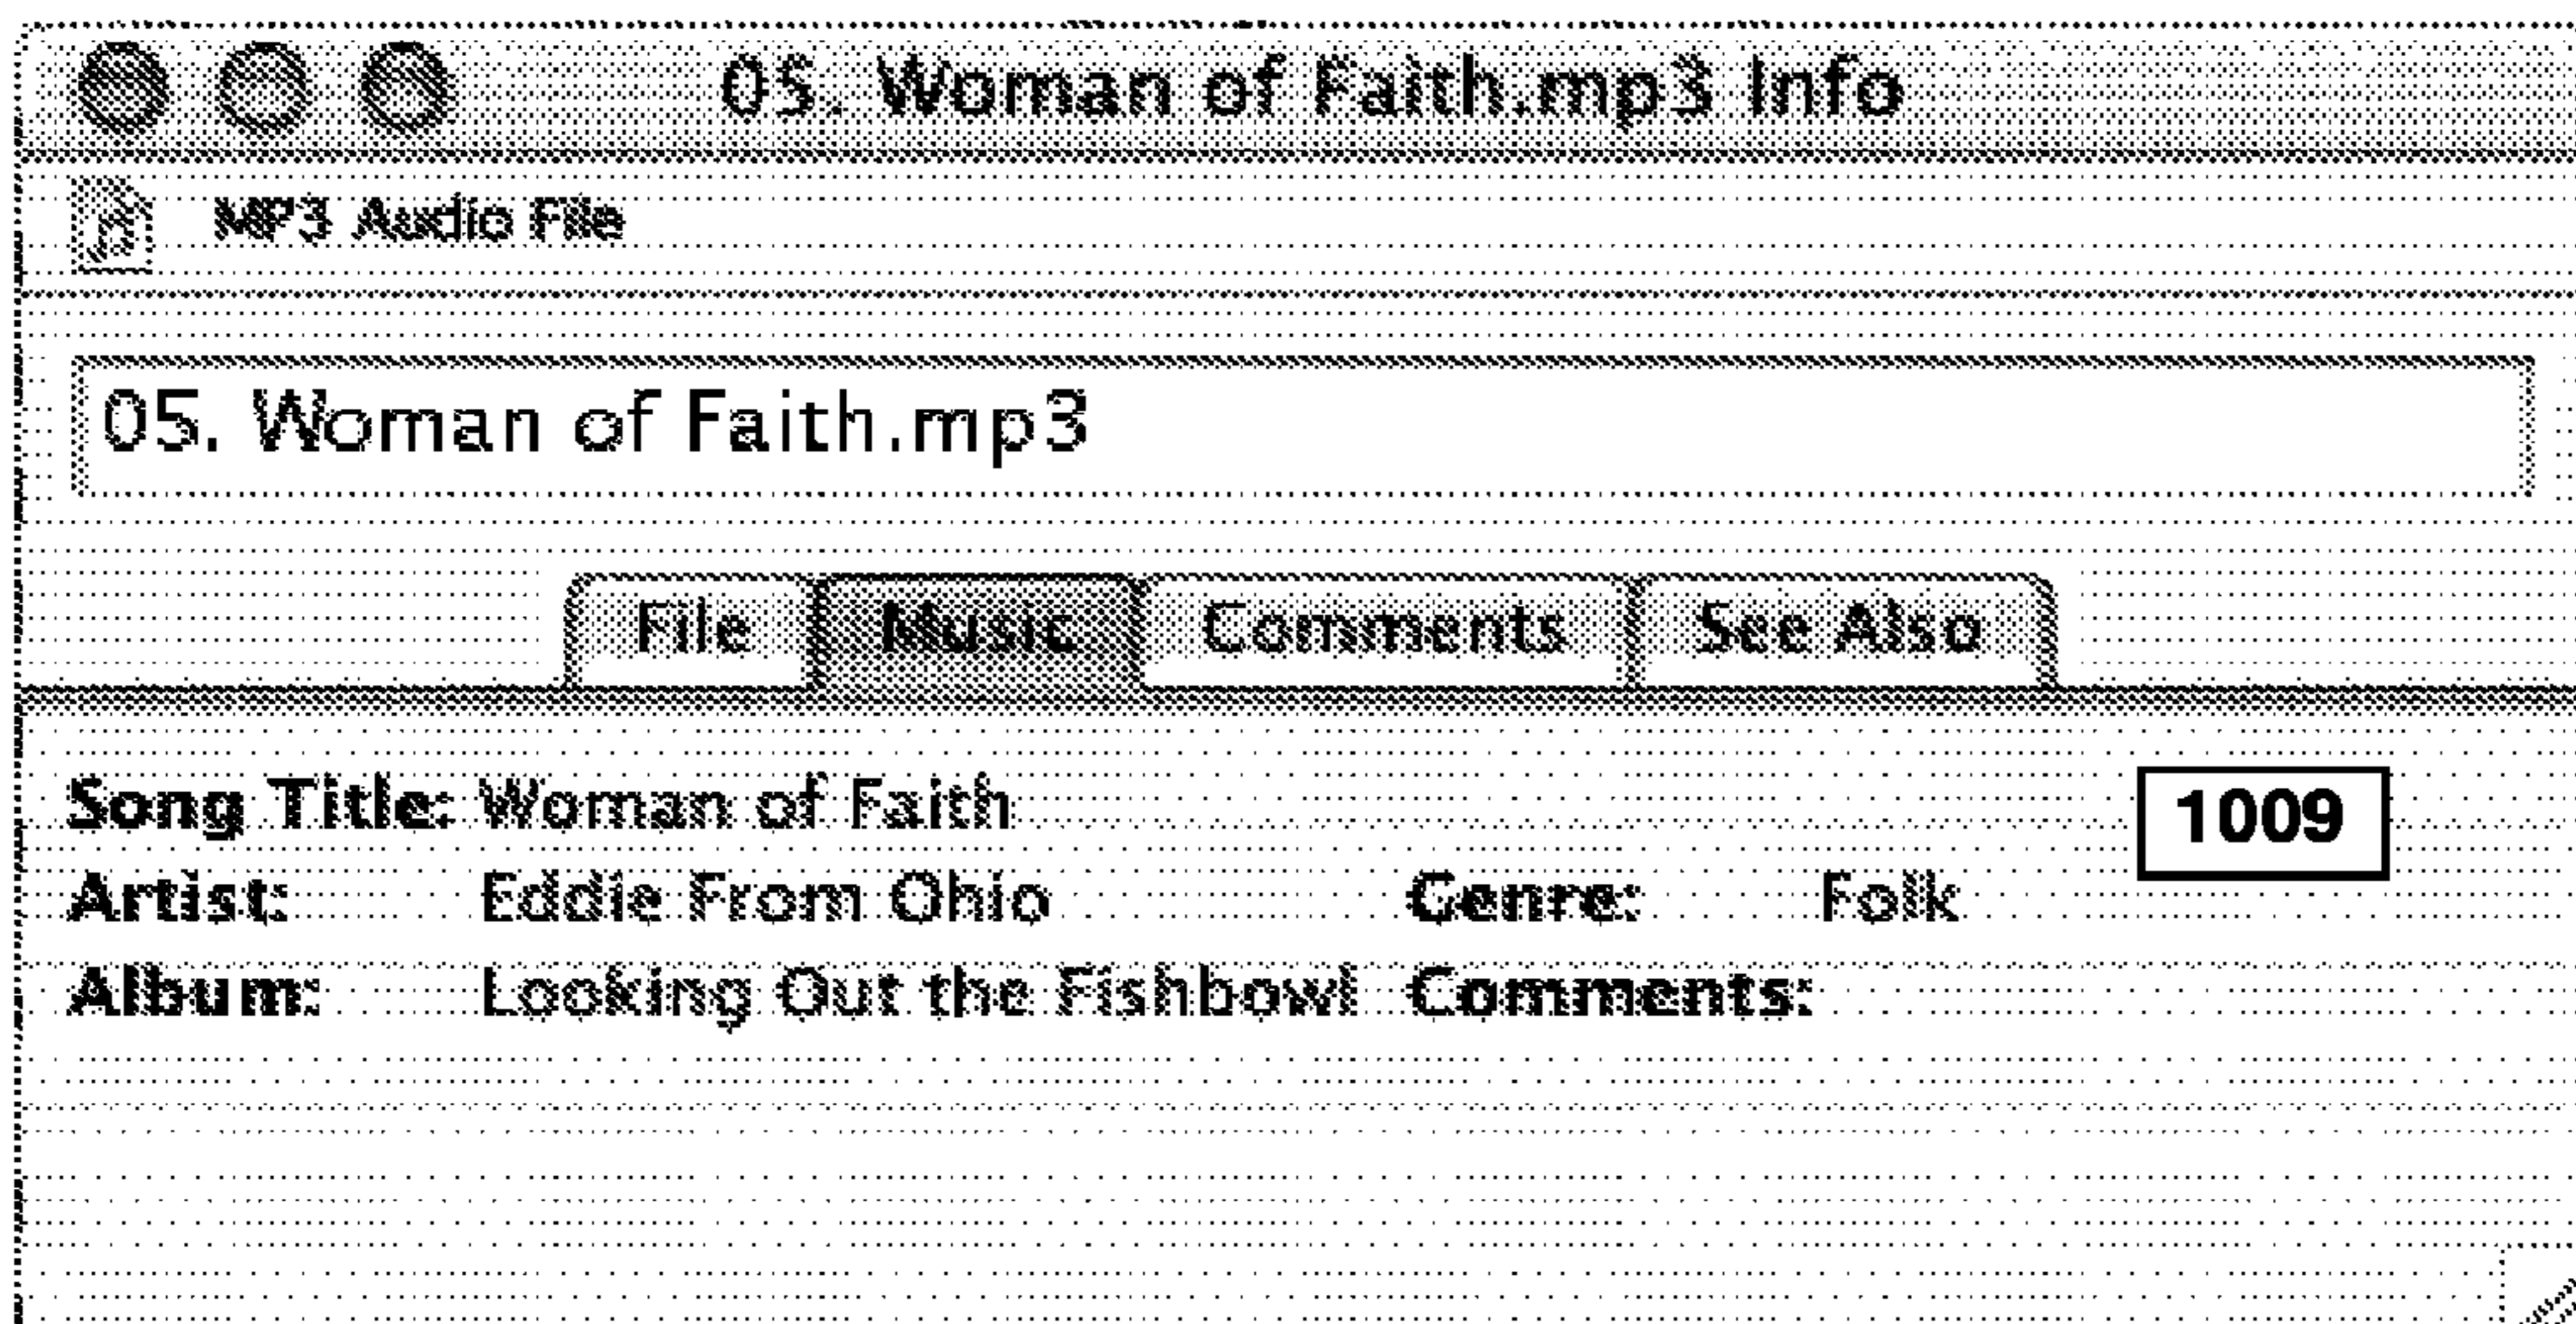 05. Woman of Faith.mp3 Info
MP3 Audio File
05. Woman of Faith.mp3
File Music Comments See Also
Song Title: Woman of Faith
1009
Artist: Eddie From Ohio Genre: Folk
Album: Looking Out the Fishbowl Comments: